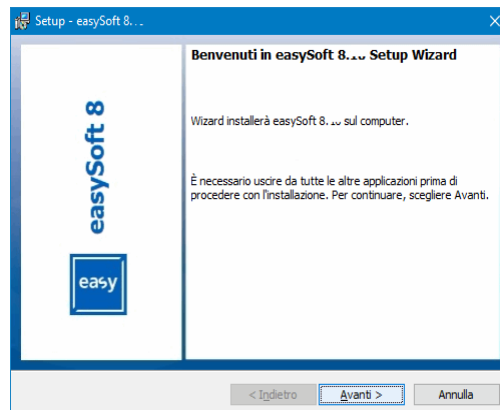 Setup - easySoft 8...
Benvenuti in easySoft 8. Setup Wizard
Wizard installerà easySoft 8. sul computer.
È necessario uscire da tutte le altre applicazioni prima di
procedere con l'installazione. Per continuare, scegliere Avanti.
easySoft 8
easy
< Indietro
Avanti >
Annulla